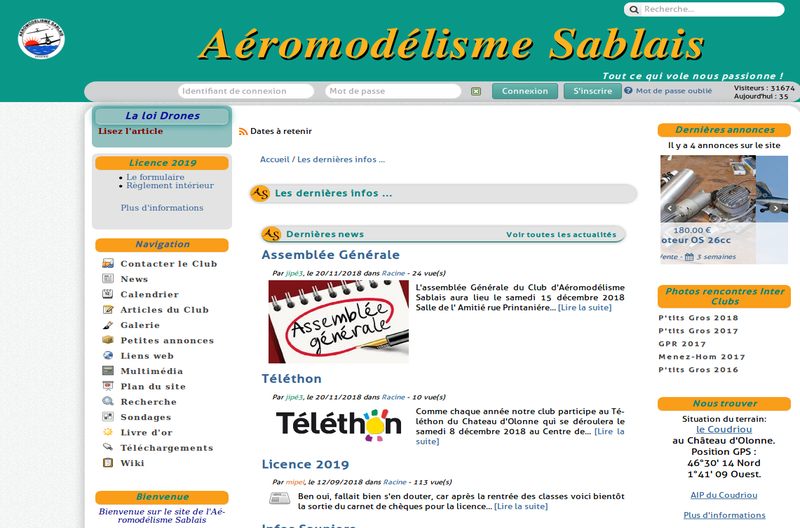 Recherche...
Aéromodélisme Sablais
Tout ce qui vole nous passionne !
Identifiant de connexion
Mot de passe
Connexion
S'inscrire
Mot de passe oublié
Visiteurs : 31674
Aujourd'hui : 35
La loi Drones
Lisez l'article
Licence 2019
Le formulaire
Règlement intérieur
Plus d'informations
Navigation
Contacter le Club
News
Calendrier
Articles du Club
Galerie
Petites annonces
Liens web
Multimédia
Plan du site
Recherche
Sondages
Livre d'or
Téléchargements
Wiki
Bienvenue
Bienvenue sur le site de l'Aé-
romodélisme Sablais
Dates à retenir
Accueil / Les dernières infos ...
Les dernières infos ...
Dernières news
Voir toutes les actualités
Assemblée Générale
Par jipé3, le 20/11/2018 dans Racine - 24 vue(s)
Assemblée
générale
L'assemblée Générale du Club d'Aéromodélisme
Sablais aura lieu le samedi 15 décembre 2018
Salle de l' Amitié rue Printanière... [Lire la suite]
Téléthon
Par jipé3, le 20/11/2018 dans Racine - 10 vue(s)
Téléthon
Comme chaque année notre club participe au Té-
léthon du Chateau d'Olonne qui se déroulera le
samedi 8 décembre 2018 au Centre de... [Lire la
suite]
Licence 2019
Par mipel, le 12/09/2018 dans Racine - 113 vue(s)
Ben oui, fallait bien s'en douter, car après la rentrée des classes voici bientôt
la sortie du carnet de chèques pour la licence... [Lire la suite]
Infos Souniers
Dernières annonces
Il y a 4 annonces sur le site
180.00 €
oteur OS 26cc
Vente - 3 semaines
Photos rencontres Inter
Clubs
P'tits Gros 2018
P'tits Gros 2017
GPR 2017
Menez-Hom 2017
P'tits Gros 2016
Nous trouver
Situation du terrain:
le Coudriou
au Château d'Olonne.
Position GPS :
46°30' 14 Nord
1°41' 09 Ouest.
AIP du Coudriou
Plus d'informations